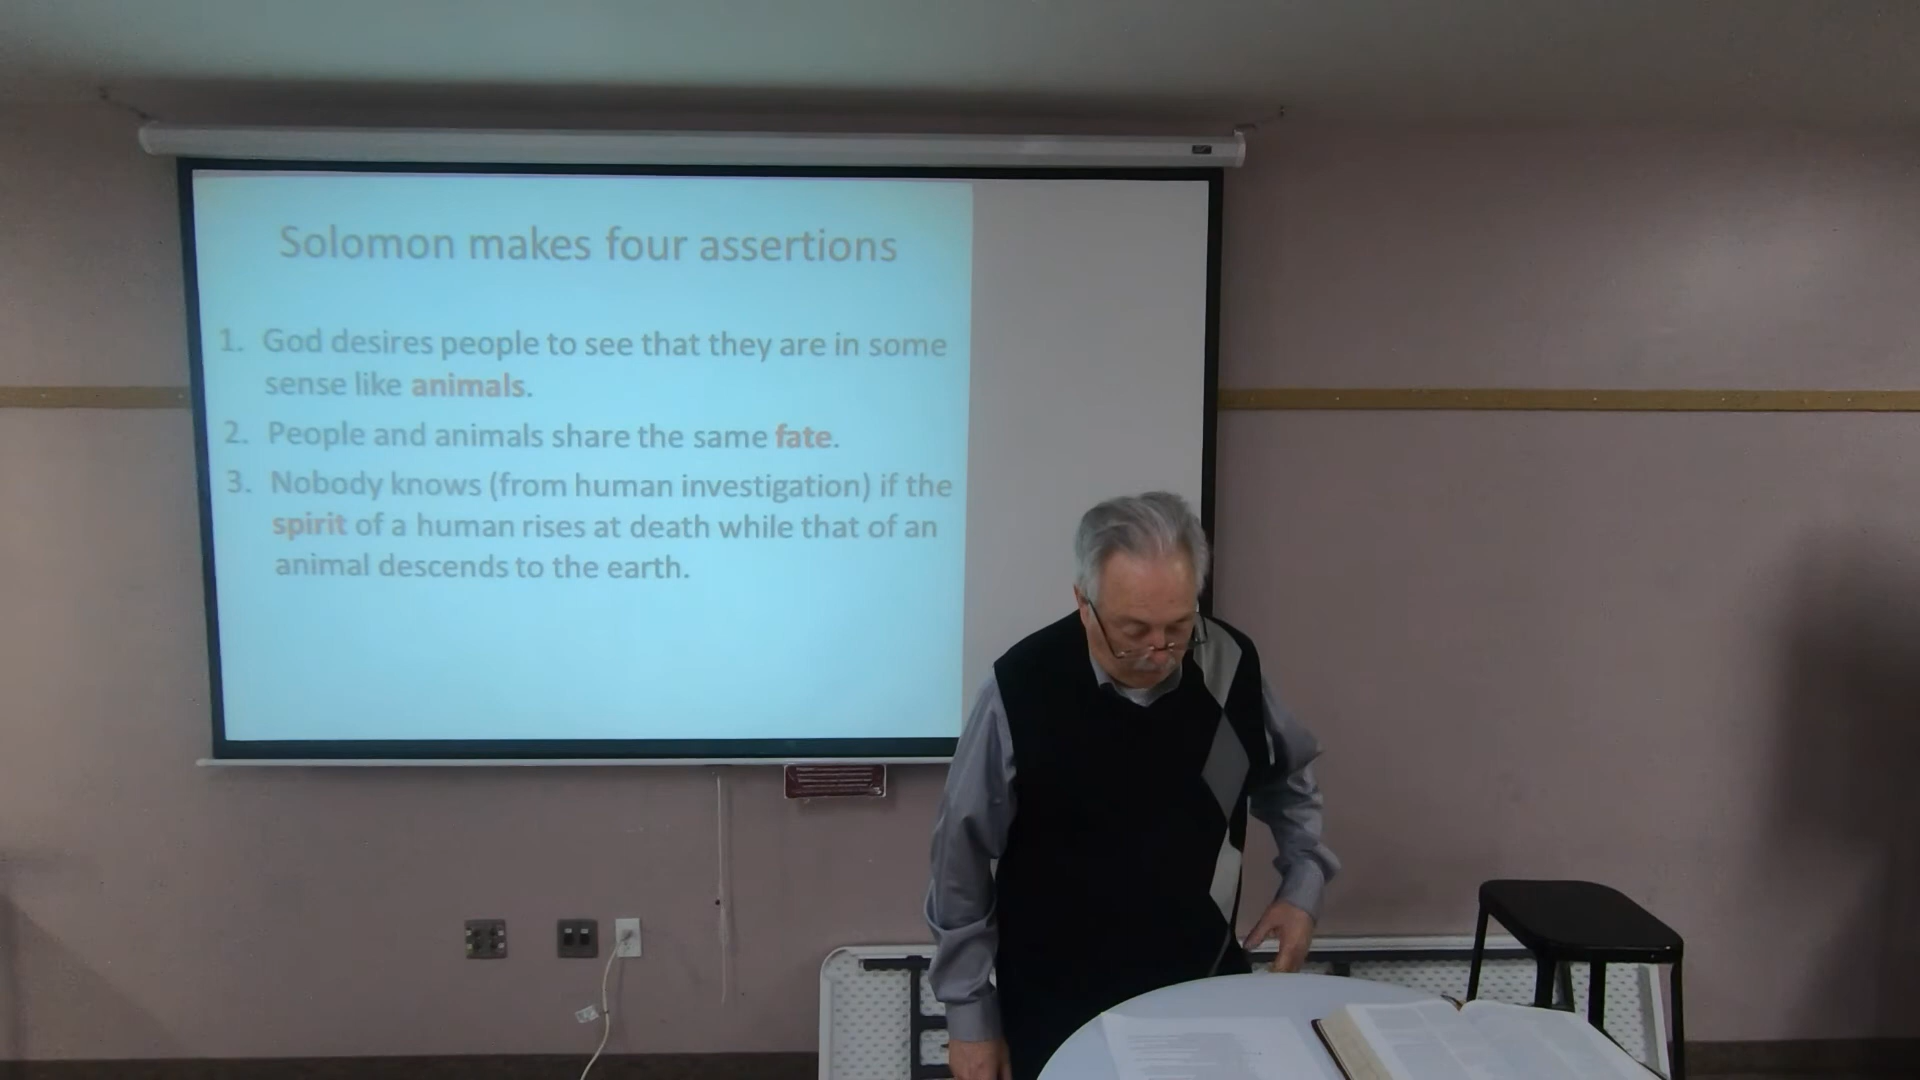 Solomon makes four assertions
1. God desires people to see that they are in some
sense like animals.
2. People and animals share the same fate.
3. Nobody knows (from human investigation) if the
spirit of a human rises at death while that of an
animal descends to the earth.